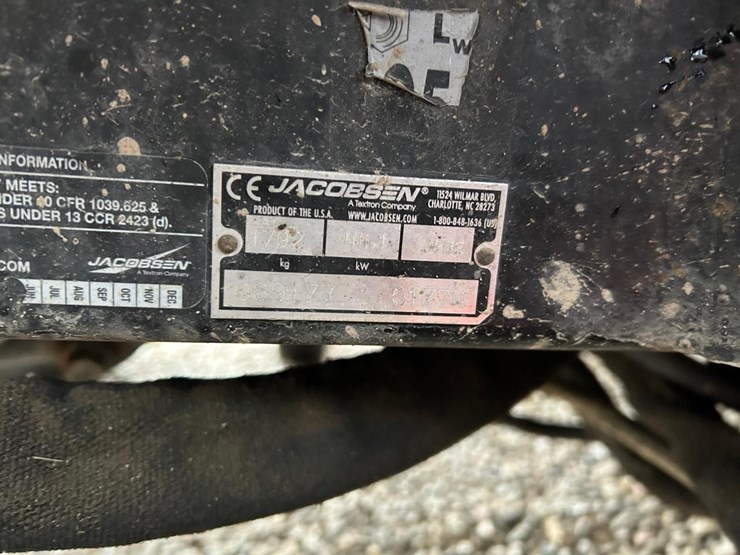 LW
NFORMATION
MEETS:
NDER 40 CFR 1039.625 &
S UNDER 13 CCR 2423 (d).
COM
JACOBSEN
A Textron Company
JUN JUL AUG SEP OCT NOV DEC
CE JACOBSEN®
A Textron Company
11524 WILMAR BLVD,
CHARLOTTE, NC 28273
PRODUCT OF THE U.S.A. WWW.JACOBSEN.COM 1-800-848-1636 (US)
kg kW